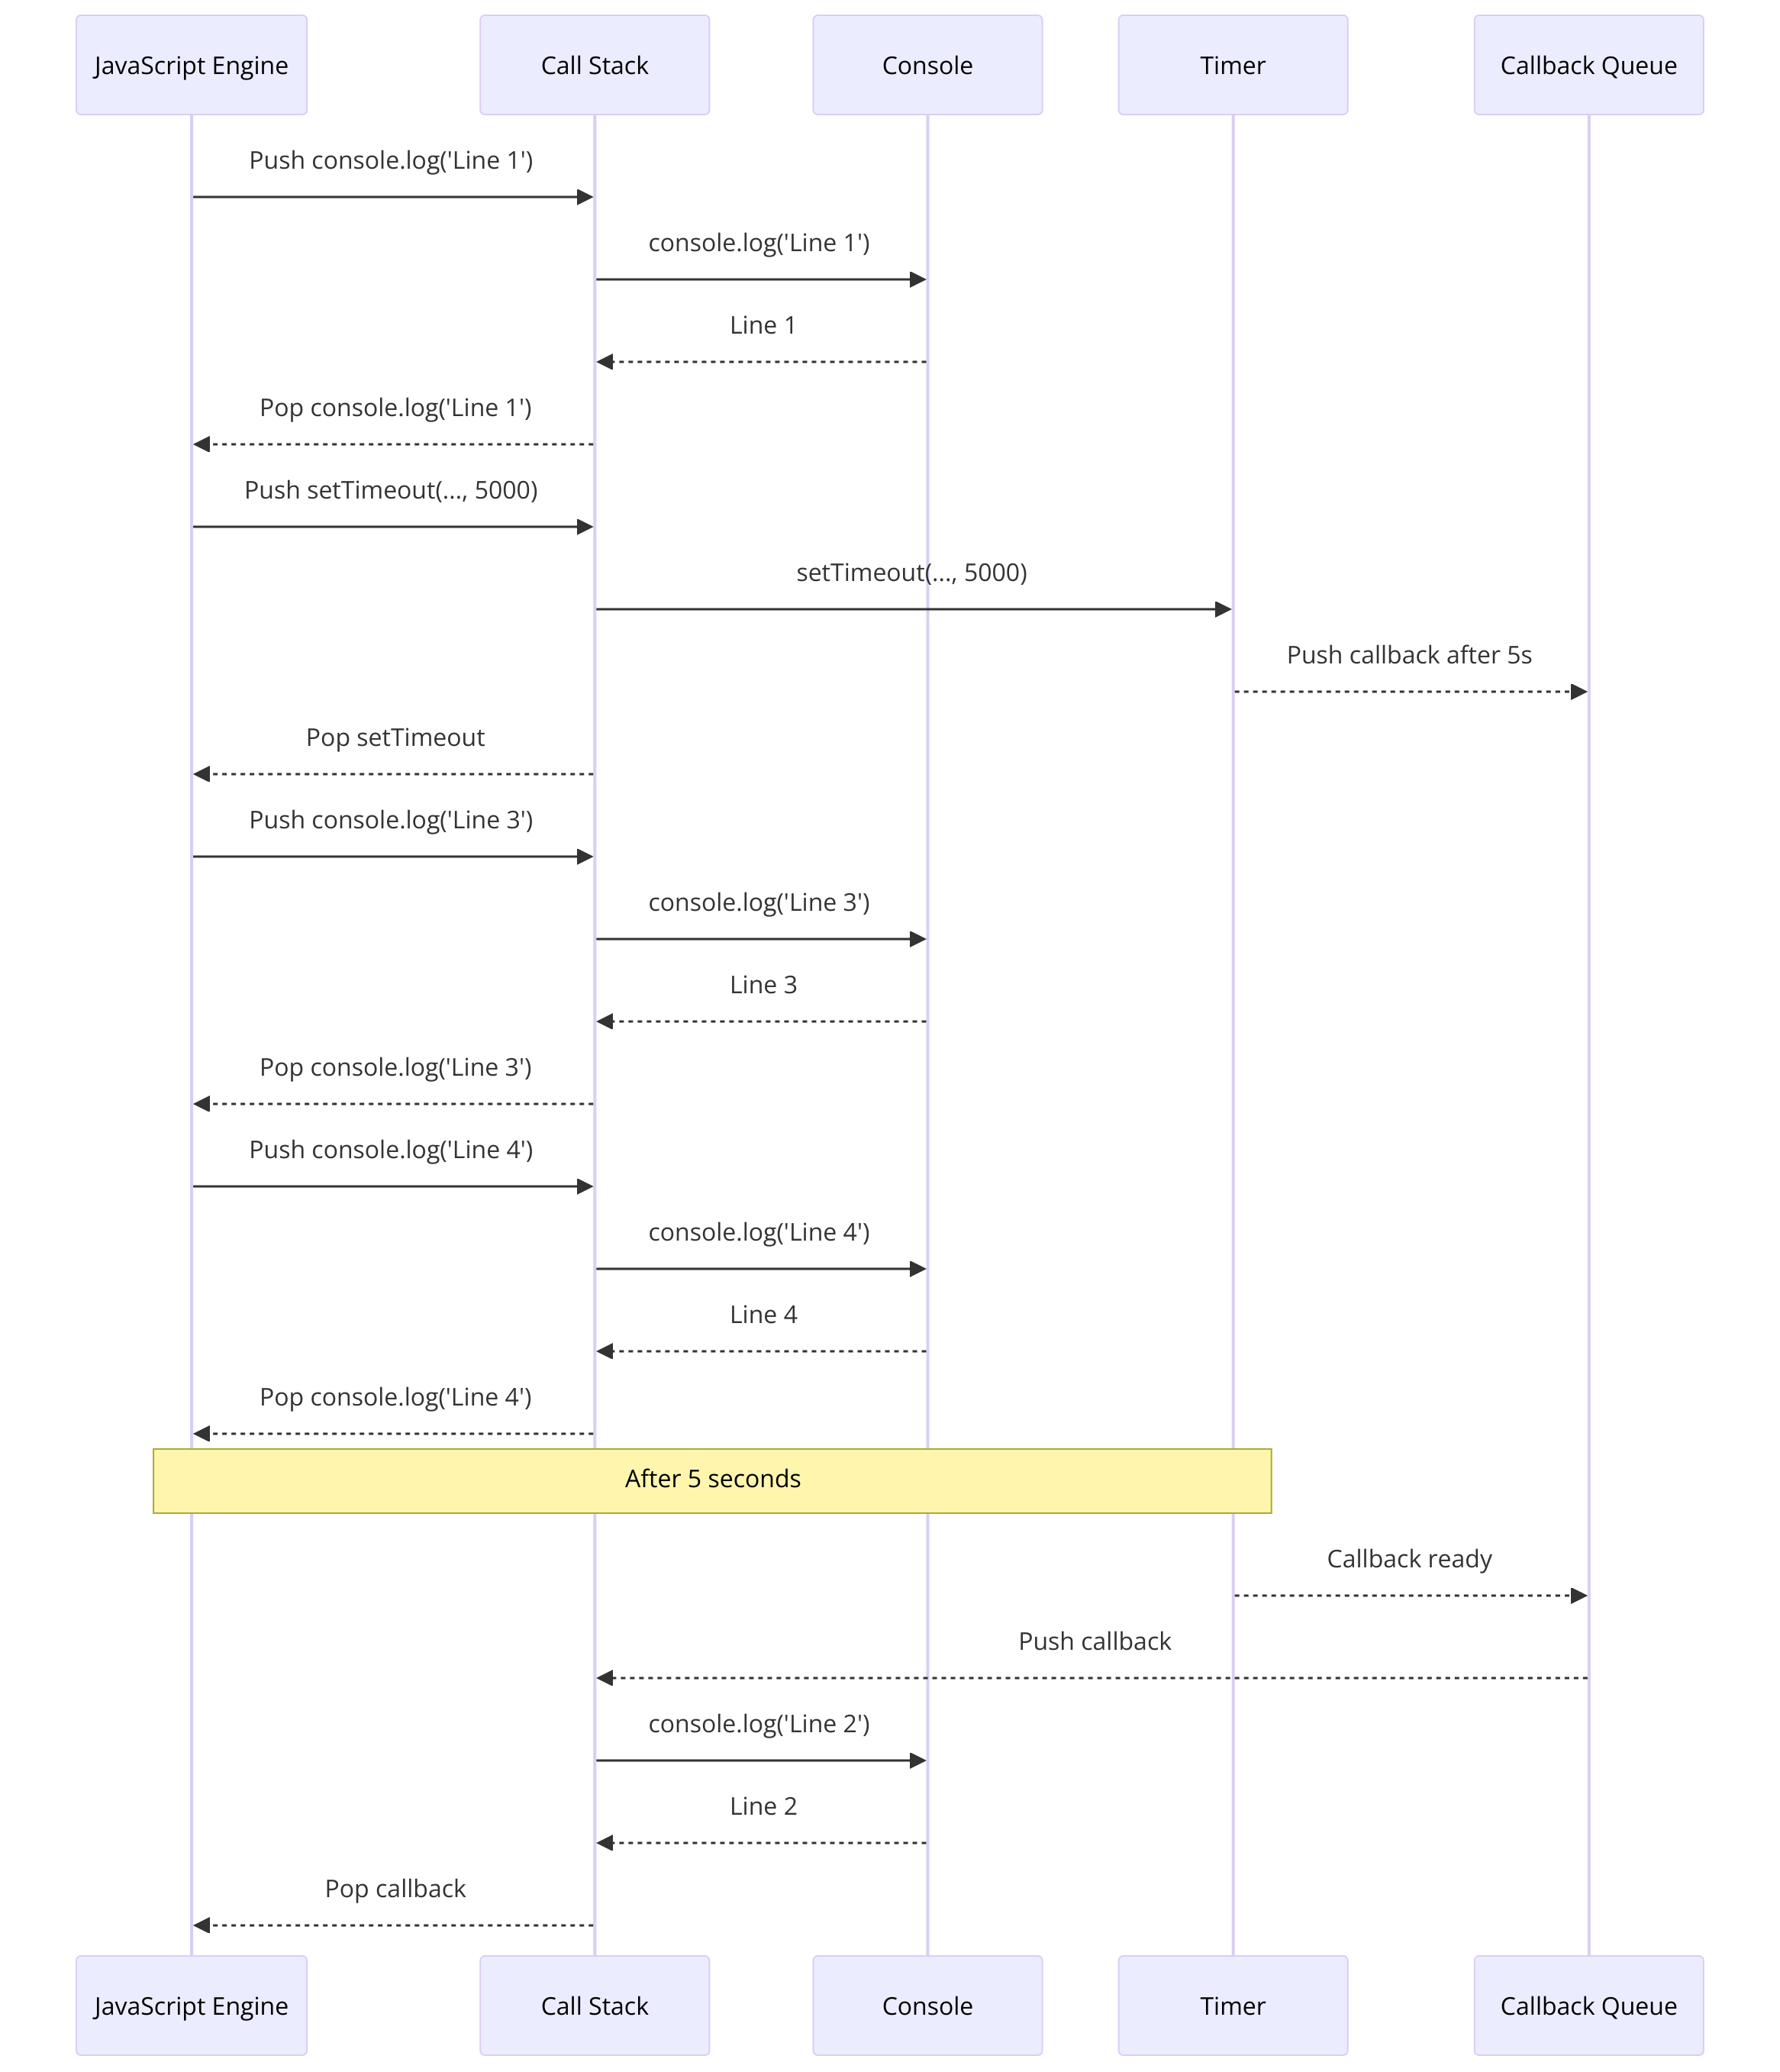 JavaScript Engine
Call Stack
Console
Timer
Callback Queue
Push console.log('Line 1')
console.log('Line 1')
Line 1
Pop console.log('Line 1')
Push setTimeout(..., 5000)
setTimeout(..., 5000)
Push callback after 5s
Pop setTimeout
Push console.log('Line 3')
console.log('Line 3')
Line 3
Pop console.log('Line 3')
Push console.log('Line 4')
console.log('Line 4')
Line 4
Pop console.log('Line 4')
After 5 seconds
Callback ready
Push callback
console.log('Line 2')
Line 2
Pop callback
JavaScript Engine
Call Stack
Console
Timer
Callback Queue